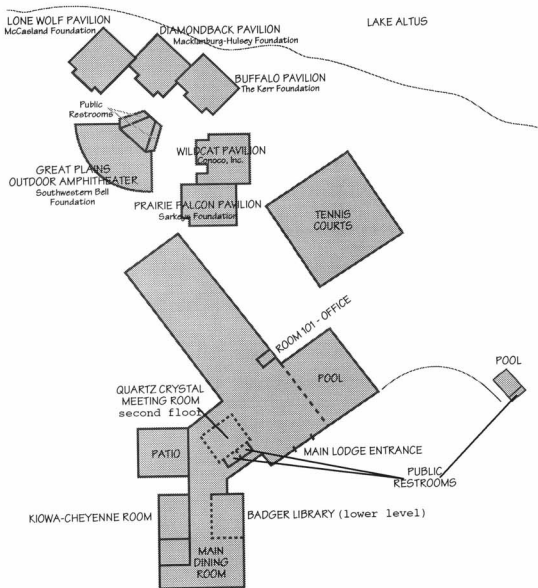 LONE WOLF PAVILION
McCasland Foundation
DIAMONDBACK PAVILION
Macklanburg-Hulsey Foundation
LAKE ALTUS
BUFFALO PAVILION
The Kerr Foundation
Public
Restrooms
WILDCAT PAVILION
Conoco, Inc.
GREAT PLAINS
OUTDOOR AMPHITHEATER
Southwestern Bell
Foundation
PRAIRIE FALCON PAVILION
Sarkeys Foundation
TENNIS
COURTS
ROOM 101 - OFFICE
POOL
POOL
QUARTZ CRYSTAL
MEETING ROOM
second floor
PATIO
MAIN LODGE ENTRANCE
PUBLIC
RESTROOMS
KIOWA-CHEYENNE ROOM
BADGER LIBRARY (lower level)
MAIN
DINING
ROOM